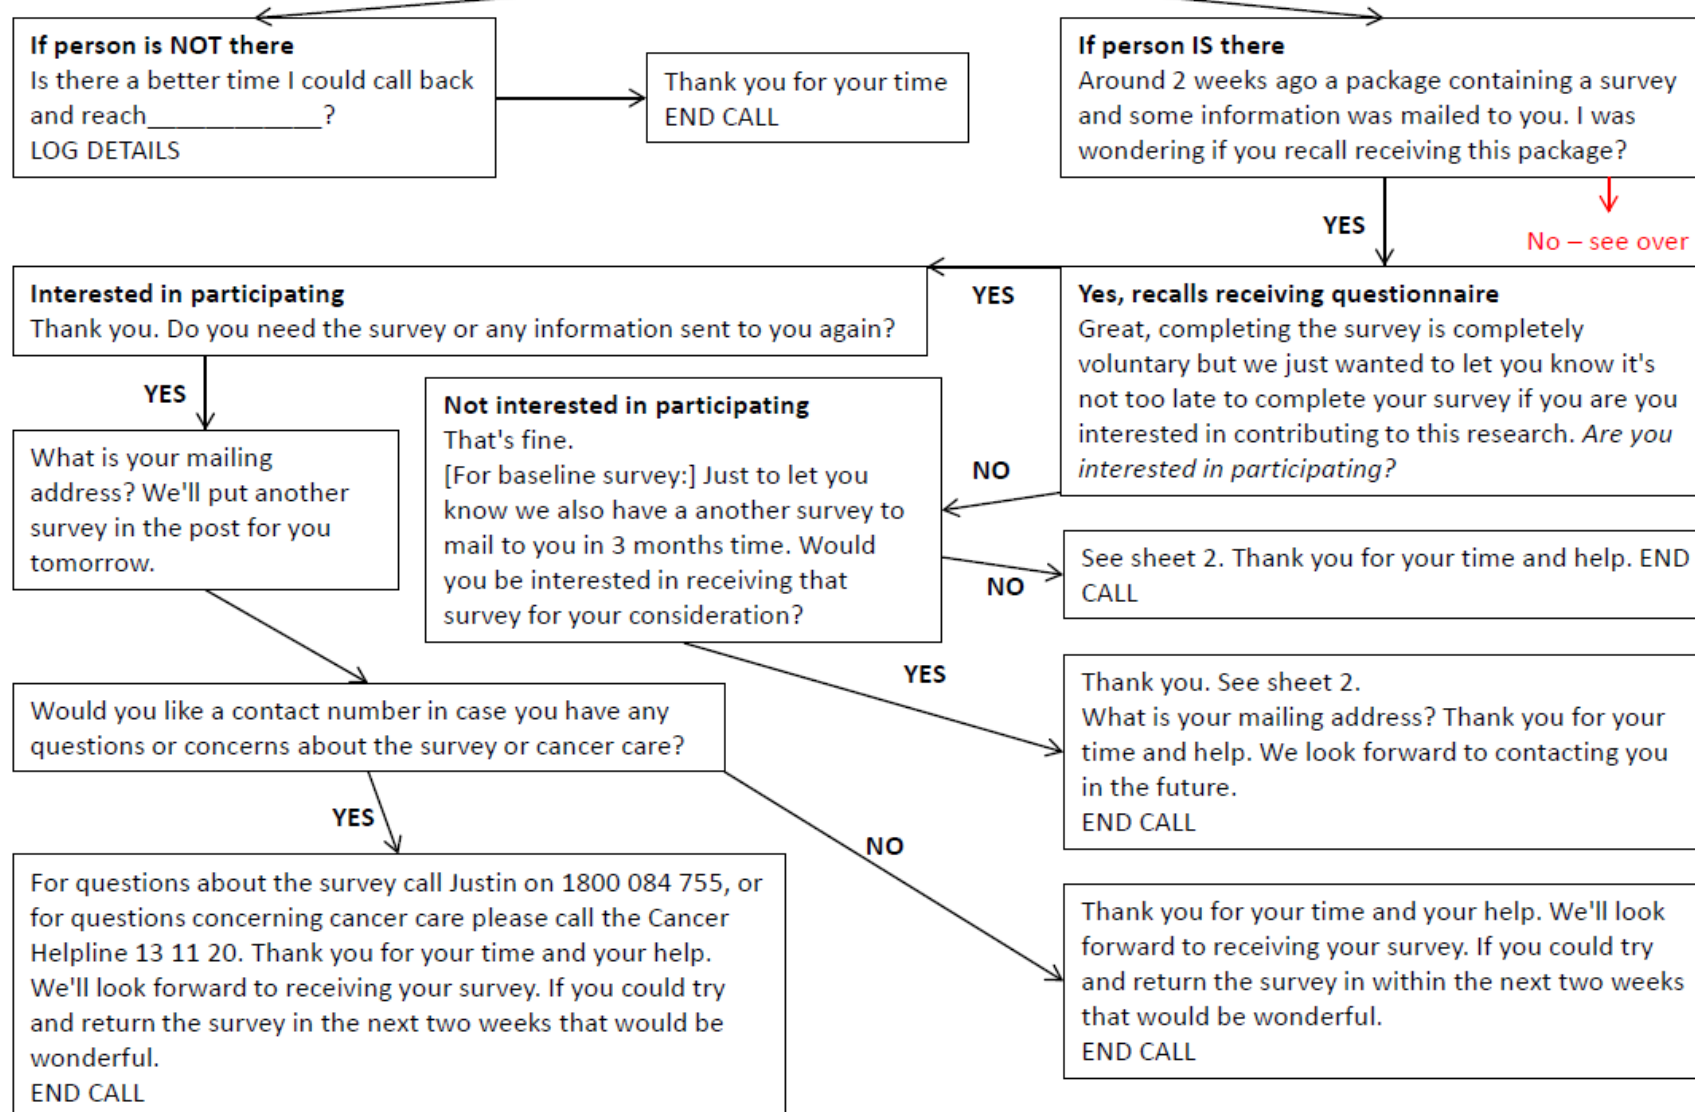 If person is NOT there
Is there a better time I could call back
and reach_____________?
LOG DETAILS
Thank you for your time
END CALL
If person IS there
Around 2 weeks ago a package containing a survey
and some information was mailed to you. I was
wondering if you recall receiving this package?
YES
No – see over
Interested in participating
Thank you. Do you need the survey or any information sent to you again?
YES
Yes, recalls receiving questionnaire
Great, completing the survey is completely
voluntary but we just wanted to let you know it's
not too late to complete your survey if you are you
interested in contributing to this research. Are you
interested in participating?
YES
What is your mailing
address? We'll put another
survey in the post for you
tomorrow.
Not interested in participating
That's fine.
[For baseline survey:] Just to let you
know we also have a another survey to
mail to you in 3 months time. Would
you be interested in receiving that
survey for your consideration?
NO
NO
See sheet 2. Thank you for your time and help. END
CALL
YES
Thank you. See sheet 2.
What is your mailing address? Thank you for your
time and help. We look forward to contacting you
in the future.
END CALL
Would you like a contact number in case you have any
questions or concerns about the survey or cancer care?
YES
NO
For questions about the survey call Justin on 1800 084 755, or
for questions concerning cancer care please call the Cancer
Helpline 13 11 20. Thank you for your time and your help.
We'll look forward to receiving your survey. If you could try
and return the survey in the next two weeks that would be
wonderful.
END CALL
Thank you for your time and your help. We'll look
forward to receiving your survey. If you could try
and return the survey in within the next two weeks
that would be wonderful.
END CALL